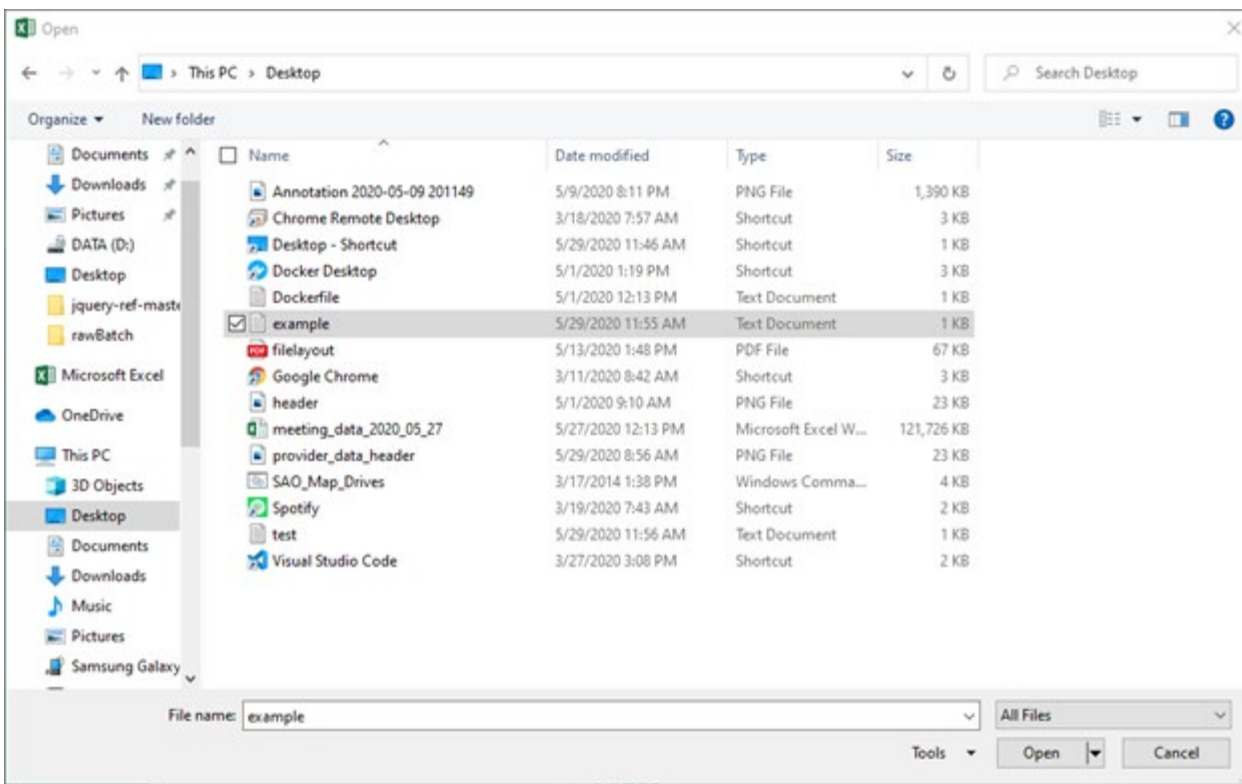 Open
This PC > Desktop
Search Desktop
Organize
New folder
Documents
Downloads
Pictures
DATA (D:)
Desktop
jquery-ref-maste
rawBatch
Microsoft Excel
OneDrive
This PC
3D Objects
Desktop
Documents
Downloads
Music
Pictures
Samsung Galaxy
Name Date modified Type Size
Annotation 2020-05-09 201149 5/9/2020 8:11 PM PNG File 1,390 KB
Chrome Remote Desktop 3/18/2020 7:57 AM Shortcut 3 KB
Desktop - Shortcut 5/29/2020 11:46 AM Shortcut 1 KB
Docker Desktop 5/1/2020 1:19 PM Shortcut 3 KB
Dockerfile 5/1/2020 12:13 PM Text Document 1 KB
example 5/29/2020 11:55 AM Text Document 1 KB
filelayout 5/13/2020 1:48 PM PDF File 67 KB
Google Chrome 3/11/2020 8:42 AM Shortcut 3 KB
header 5/1/2020 9:10 AM PNG File 23 KB
meeting_data_2020_05_27 5/27/2020 12:13 PM Microsoft Excel W... 121,726 KB
provider_data_header 5/29/2020 8:56 AM PNG File 23 KB
SAO_Map_Drives 3/17/2014 1:38 PM Windows Comma... 4 KB
Spotify 3/19/2020 7:43 AM Shortcut 2 KB
test 5/29/2020 11:56 AM Text Document 1 KB
Visual Studio Code 3/27/2020 3:08 PM Shortcut 2 KB
File name: example
All Files
Tools
Open
Cancel